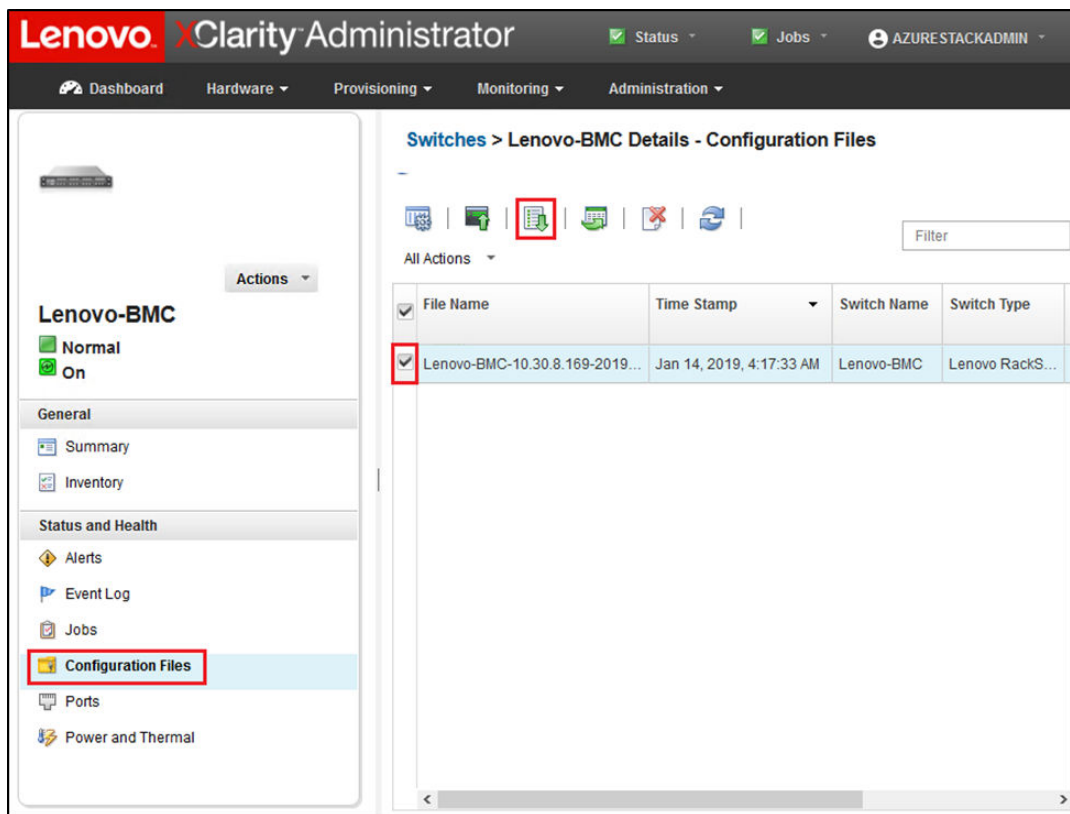 Lenovo. XClarity Administrator
Status
Jobs
AZURESTACKADMIN
Dashboard
Hardware
Provisioning
Monitoring
Administration
Switches > Lenovo-BMC Details - Configuration Files
Filter
All Actions
Actions
Lenovo-BMC
Normal
On
General
Summary
Inventory
Status and Health
Alerts
Event Log
Jobs
Configuration Files
Ports
Power and Thermal
File Name Time Stamp Switch Name Switch Type
Lenovo-BMC-10.30.8.169-2019... Jan 14, 2019, 4:17:33 AM Lenovo-BMC Lenovo RackS...